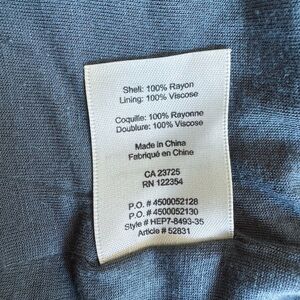 Shell: 100% Rayon
Lining: 100% Viscose
Coquille: 100% Rayonne
Doublure: 100% Viscose
Made in China
Fabriqué en Chine
CA 23725
RN 122354
P.O. # 4500052128
P.O. # 4500052130
Style # HEP7-8493-35
Article # 52831